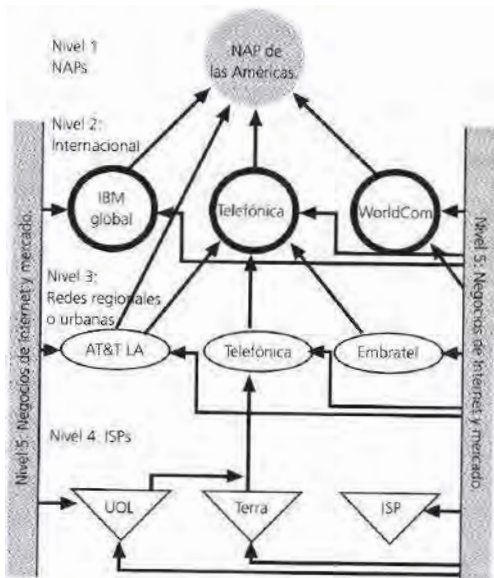 Nivel 1
NAPs
NAP de
las Américas.
Nivel 2:
Internacional
IBM
global
Telefónica
WorldCom
Nivel 3:
Redes regionales
o urbanas
AT&T LA
Telefónica
Embratel
Nivel 4: ISPs
UOL
Terra
ISP
Nivel 5: Negocios de Internet y mercado.
Nivel 5: Negocios de Internet y mercado